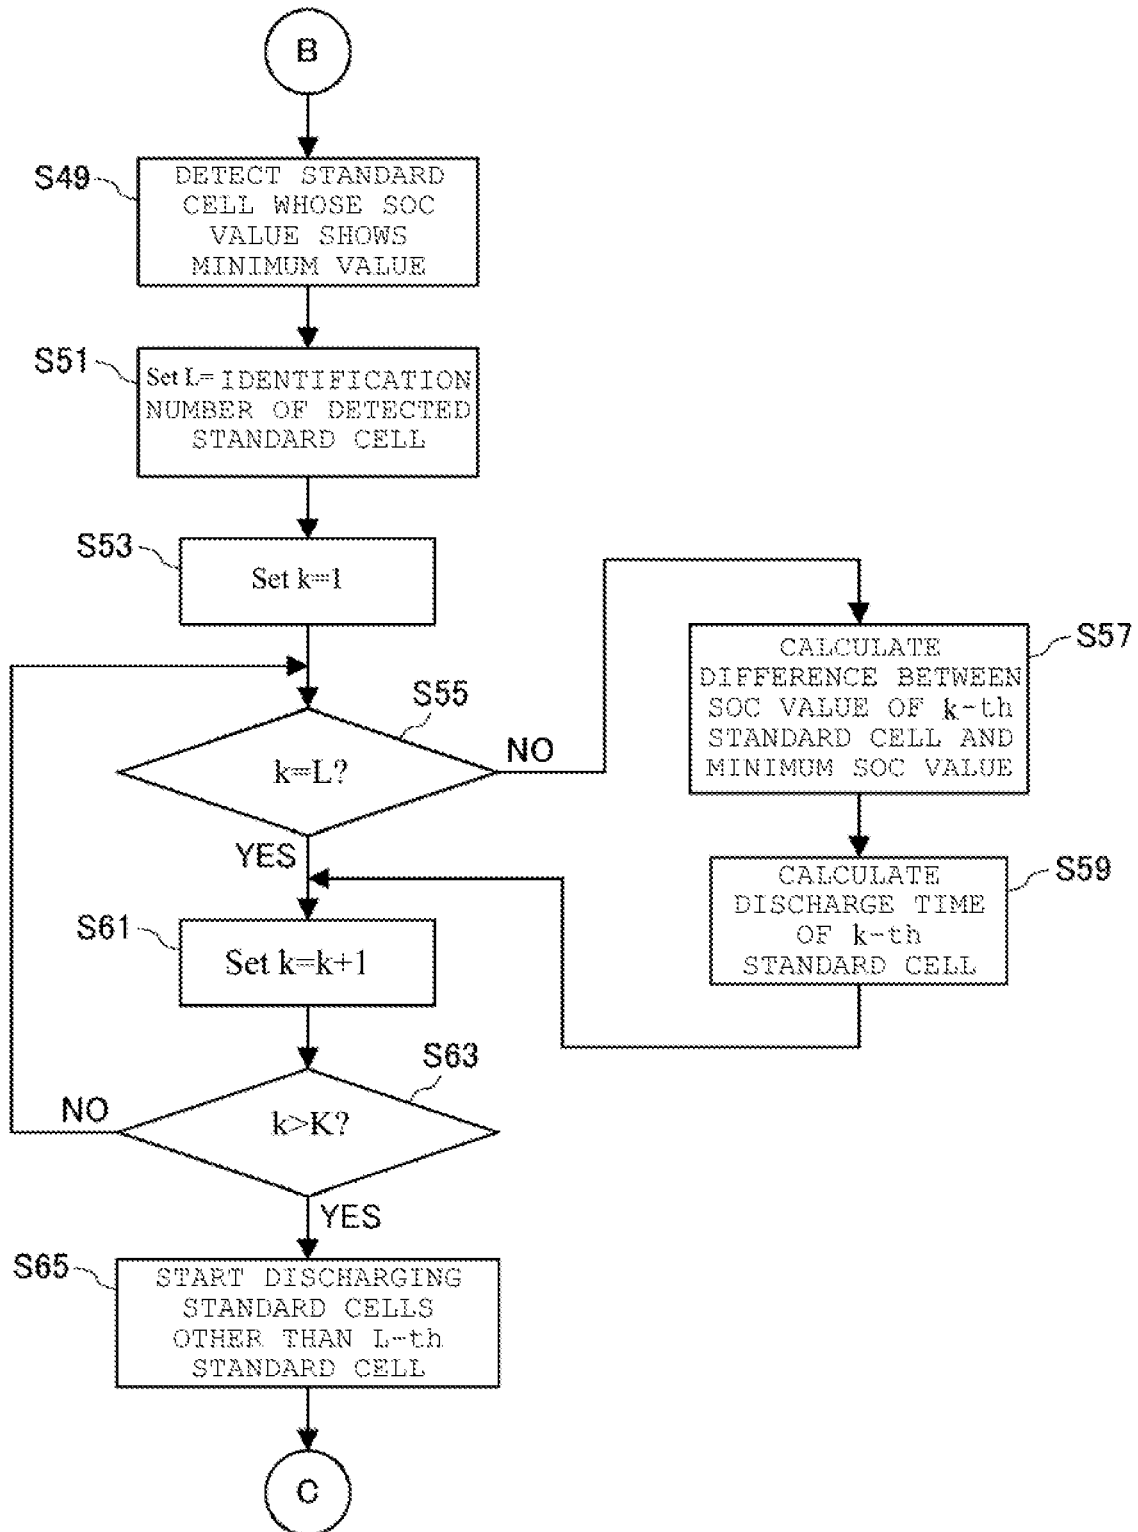 B
S49
DETECT STANDARD
CELL WHOSE SOC
VALUE SHOWS
MINIMUM VALUE
S51
Set L= IDENTIFICATION
NUMBER OF DETECTED
STANDARD CELL
S53
Set k=1
S55
k=L?
NO
YES
S57
CALCULATE
DIFFERENCE BETWEEN
SOC VALUE OF k-th
STANDARD CELL AND
MINIMUM SOC VALUE
S59
CALCULATE
DISCHARGE TIME
OF k-th
STANDARD CELL
S61
Set k=k+1
S63
k>K?
NO
YES
S65
START DISCHARGING
STANDARD CELLS
OTHER THAN L-th
STANDARD CELL
C